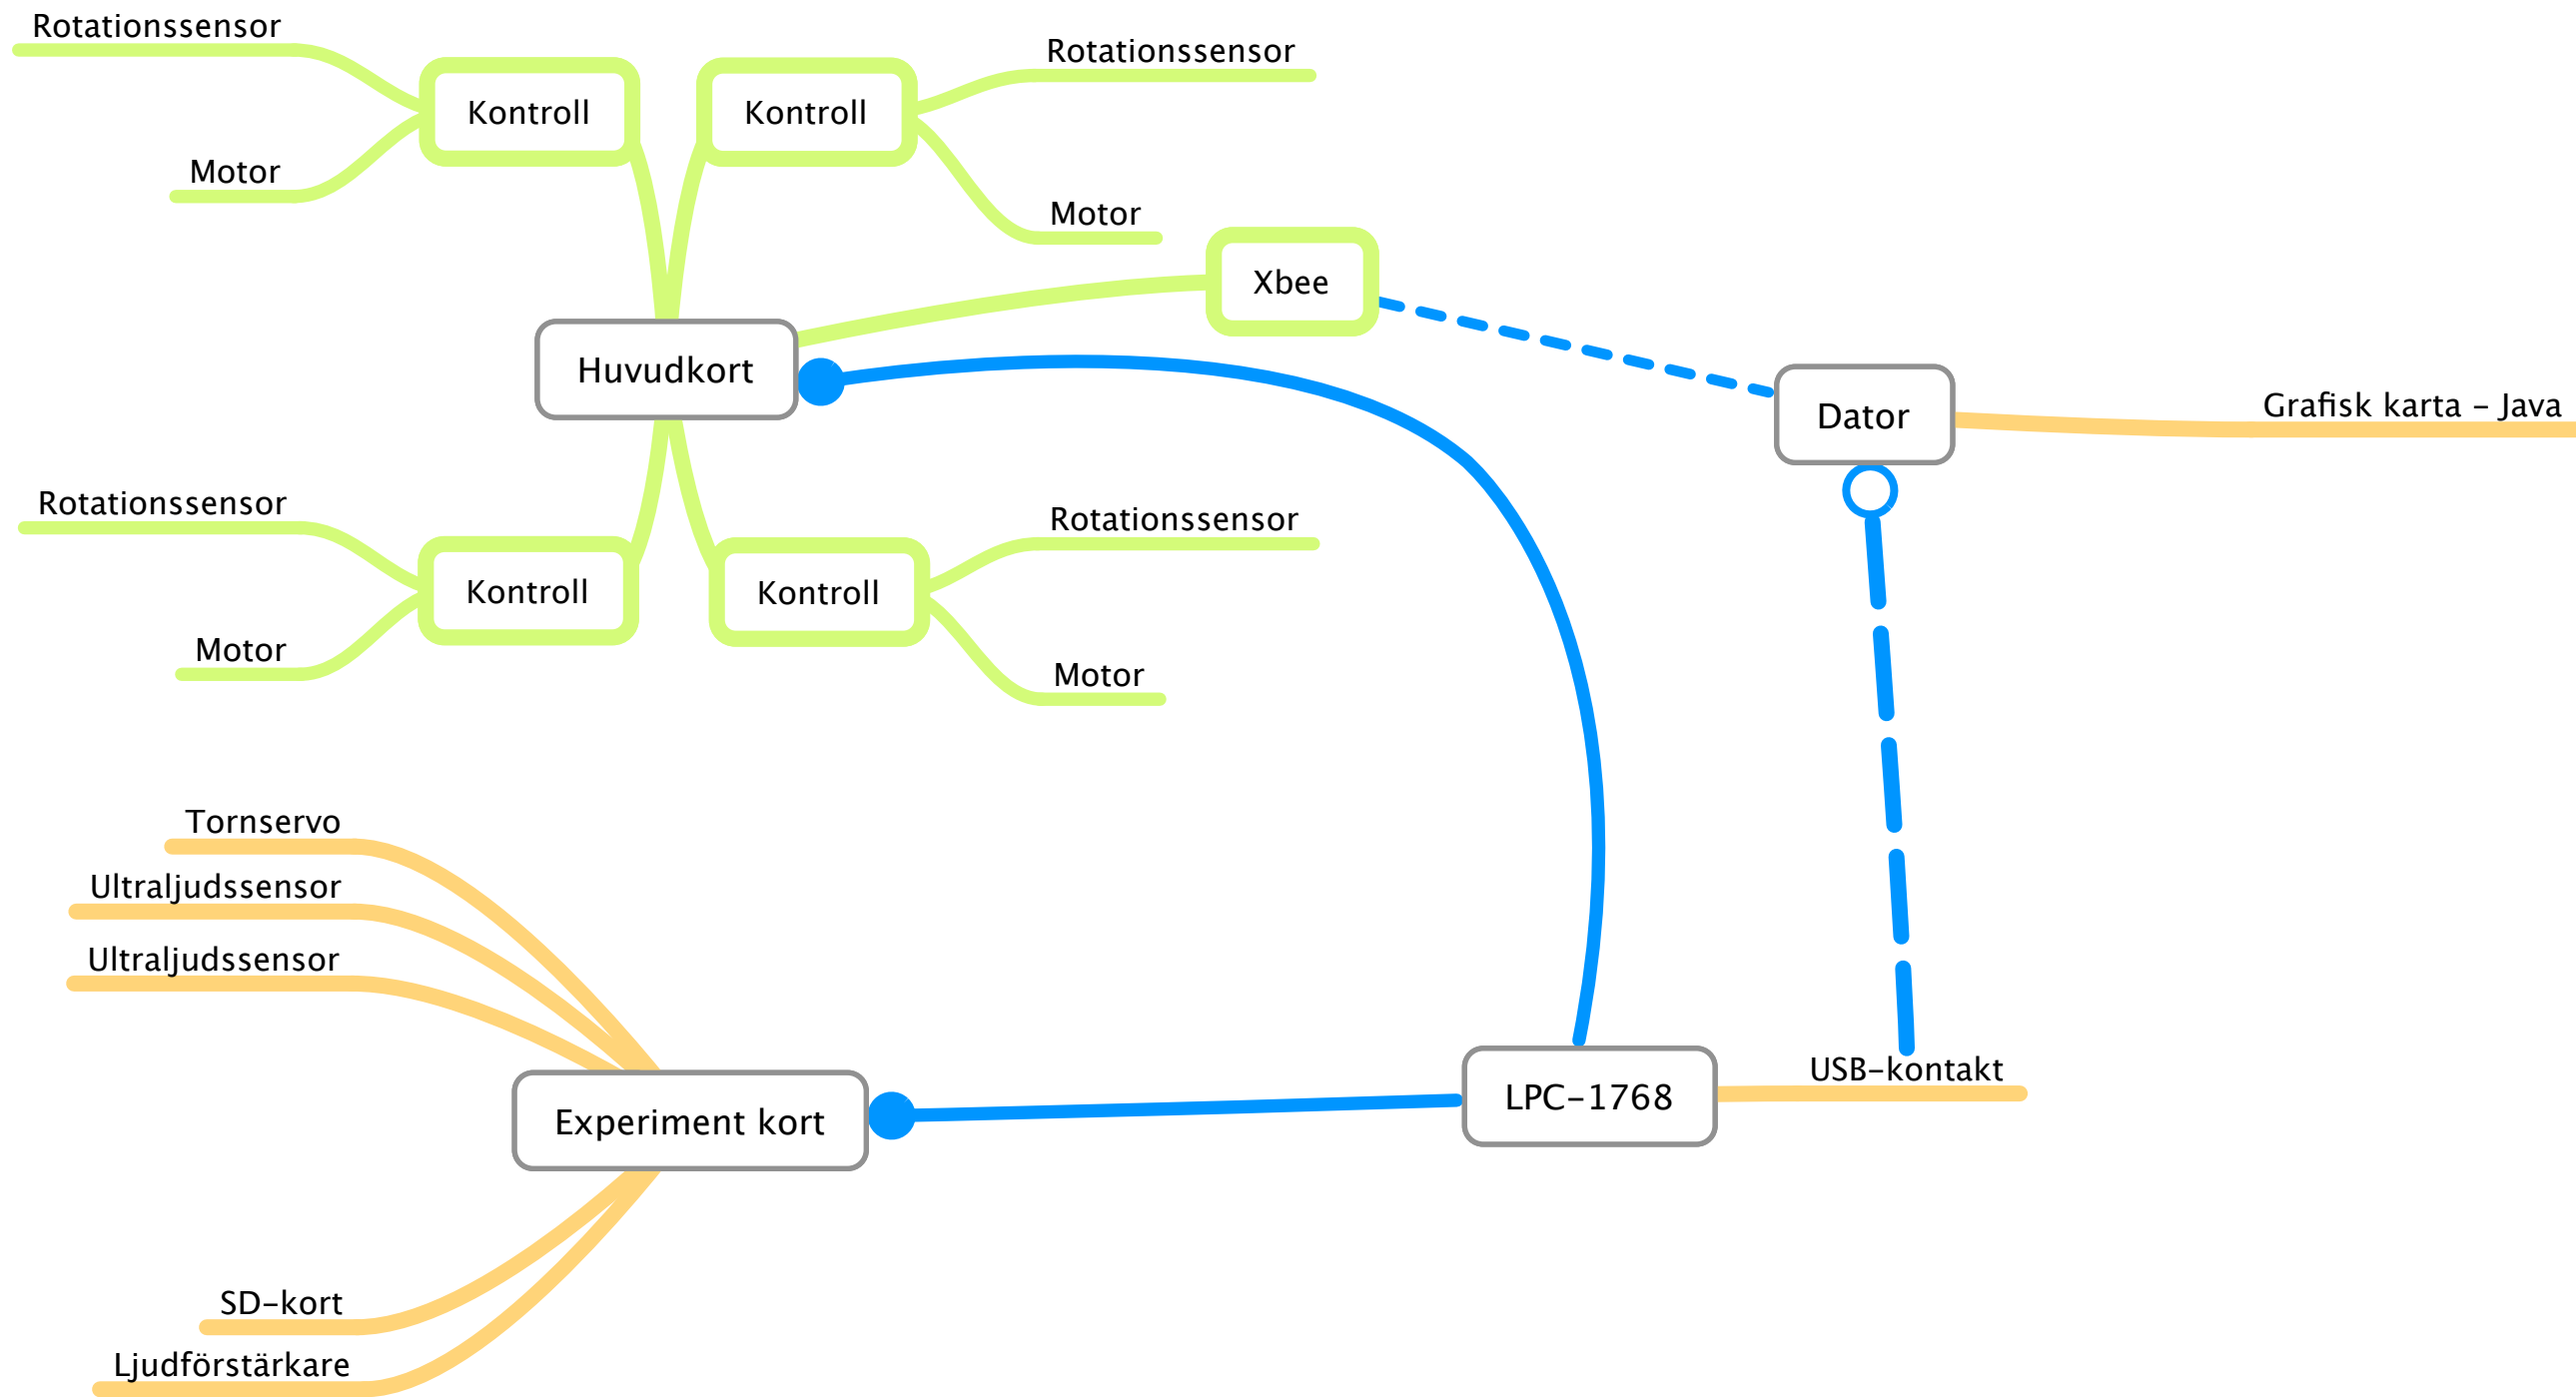 Rotationssensor
Kontroll
Motor
Kontroll
Rotationssensor
Motor
Xbee
Huvudkort
Dator
Grafisk karta – Java
Rotationssensor
Kontroll
Motor
Kontroll
Rotationssensor
Motor
Tornservo
Ultraljudssensor
Ultraljudssensor
Experiment kort
LPC–1768
USB–kontakt
SD–kort
Ljudförstärkare